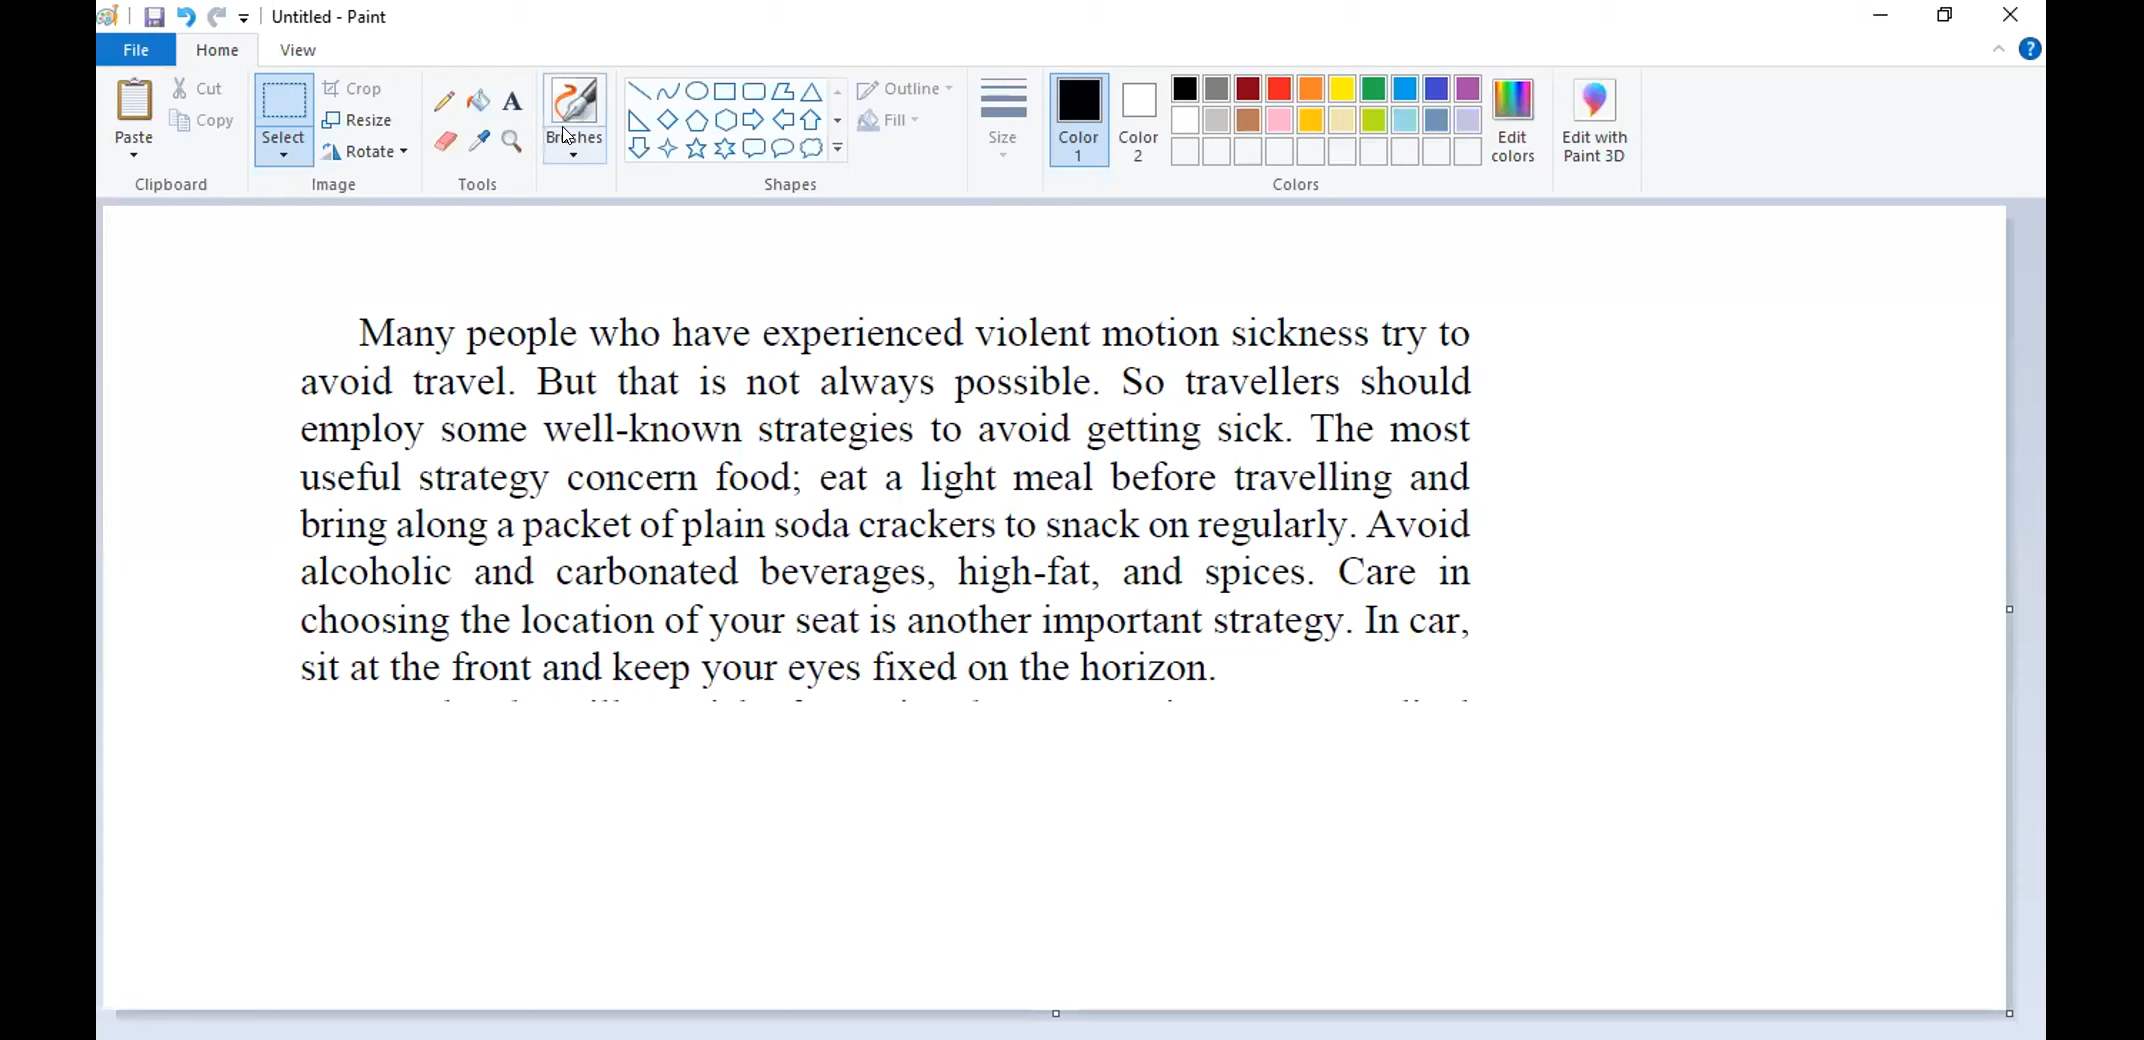 Untitled - Paint
File Home View
Paste
Cut
Copy
Clipboard
Select
Crop
Resize
Rotate
Image
Tools
Brushes
Shapes
Outline
Fill
Size
Color 1
Color 2
Edit colors
Colors
Edit with Paint 3D
Many people who have experienced violent motion sickness try to
avoid travel. But that is not always possible. So travellers should
employ some well-known strategies to avoid getting sick. The most
useful strategy concern food; eat a light meal before travelling and
bring along a packet of plain soda crackers to snack on regularly. Avoid
alcoholic and carbonated beverages, high-fat, and spices. Care in
choosing the location of your seat is another important strategy. In car,
sit at the front and keep your eyes fixed on the horizon.